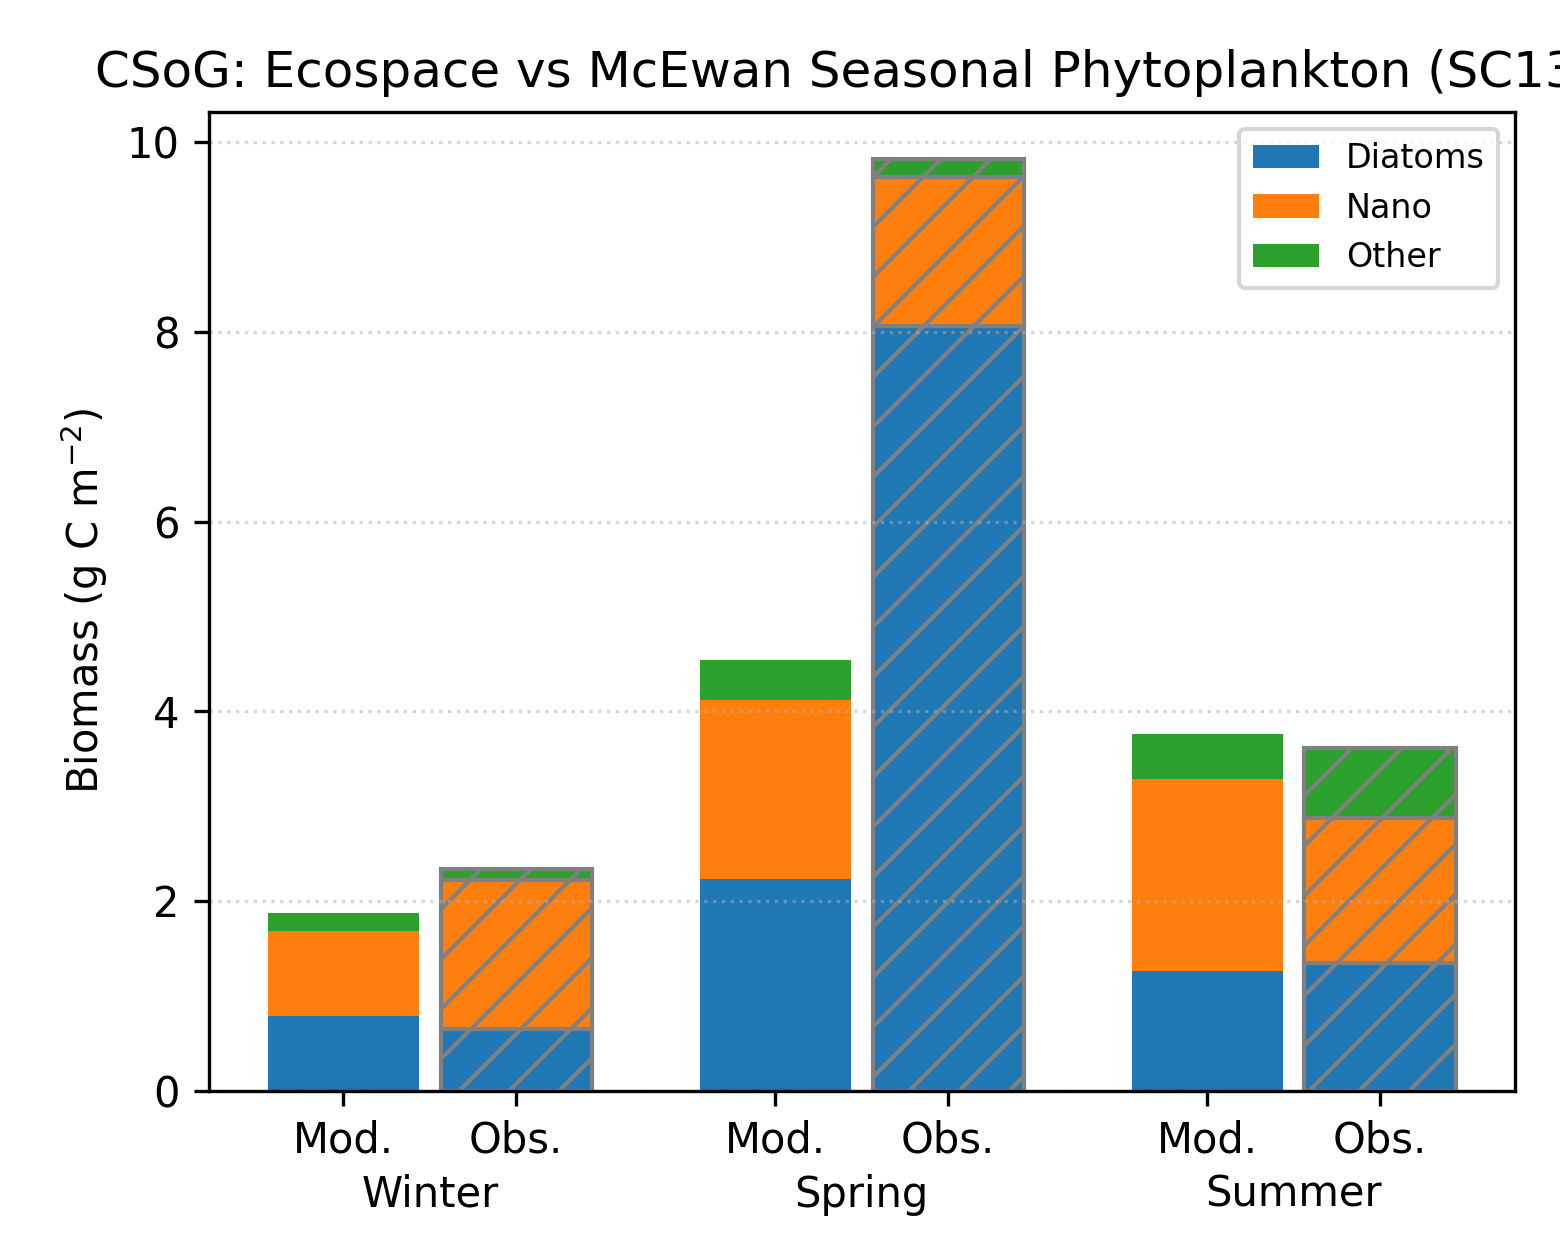 CSoG: Ecospace vs McEwan Seasonal Phytoplankton (SC13
10
8
6
4
2
0
Biomass (g C m⁻²)
Diatoms
Nano
Other
Mod. Obs. Mod. Obs. Mod. Obs.
Winter Spring Summer